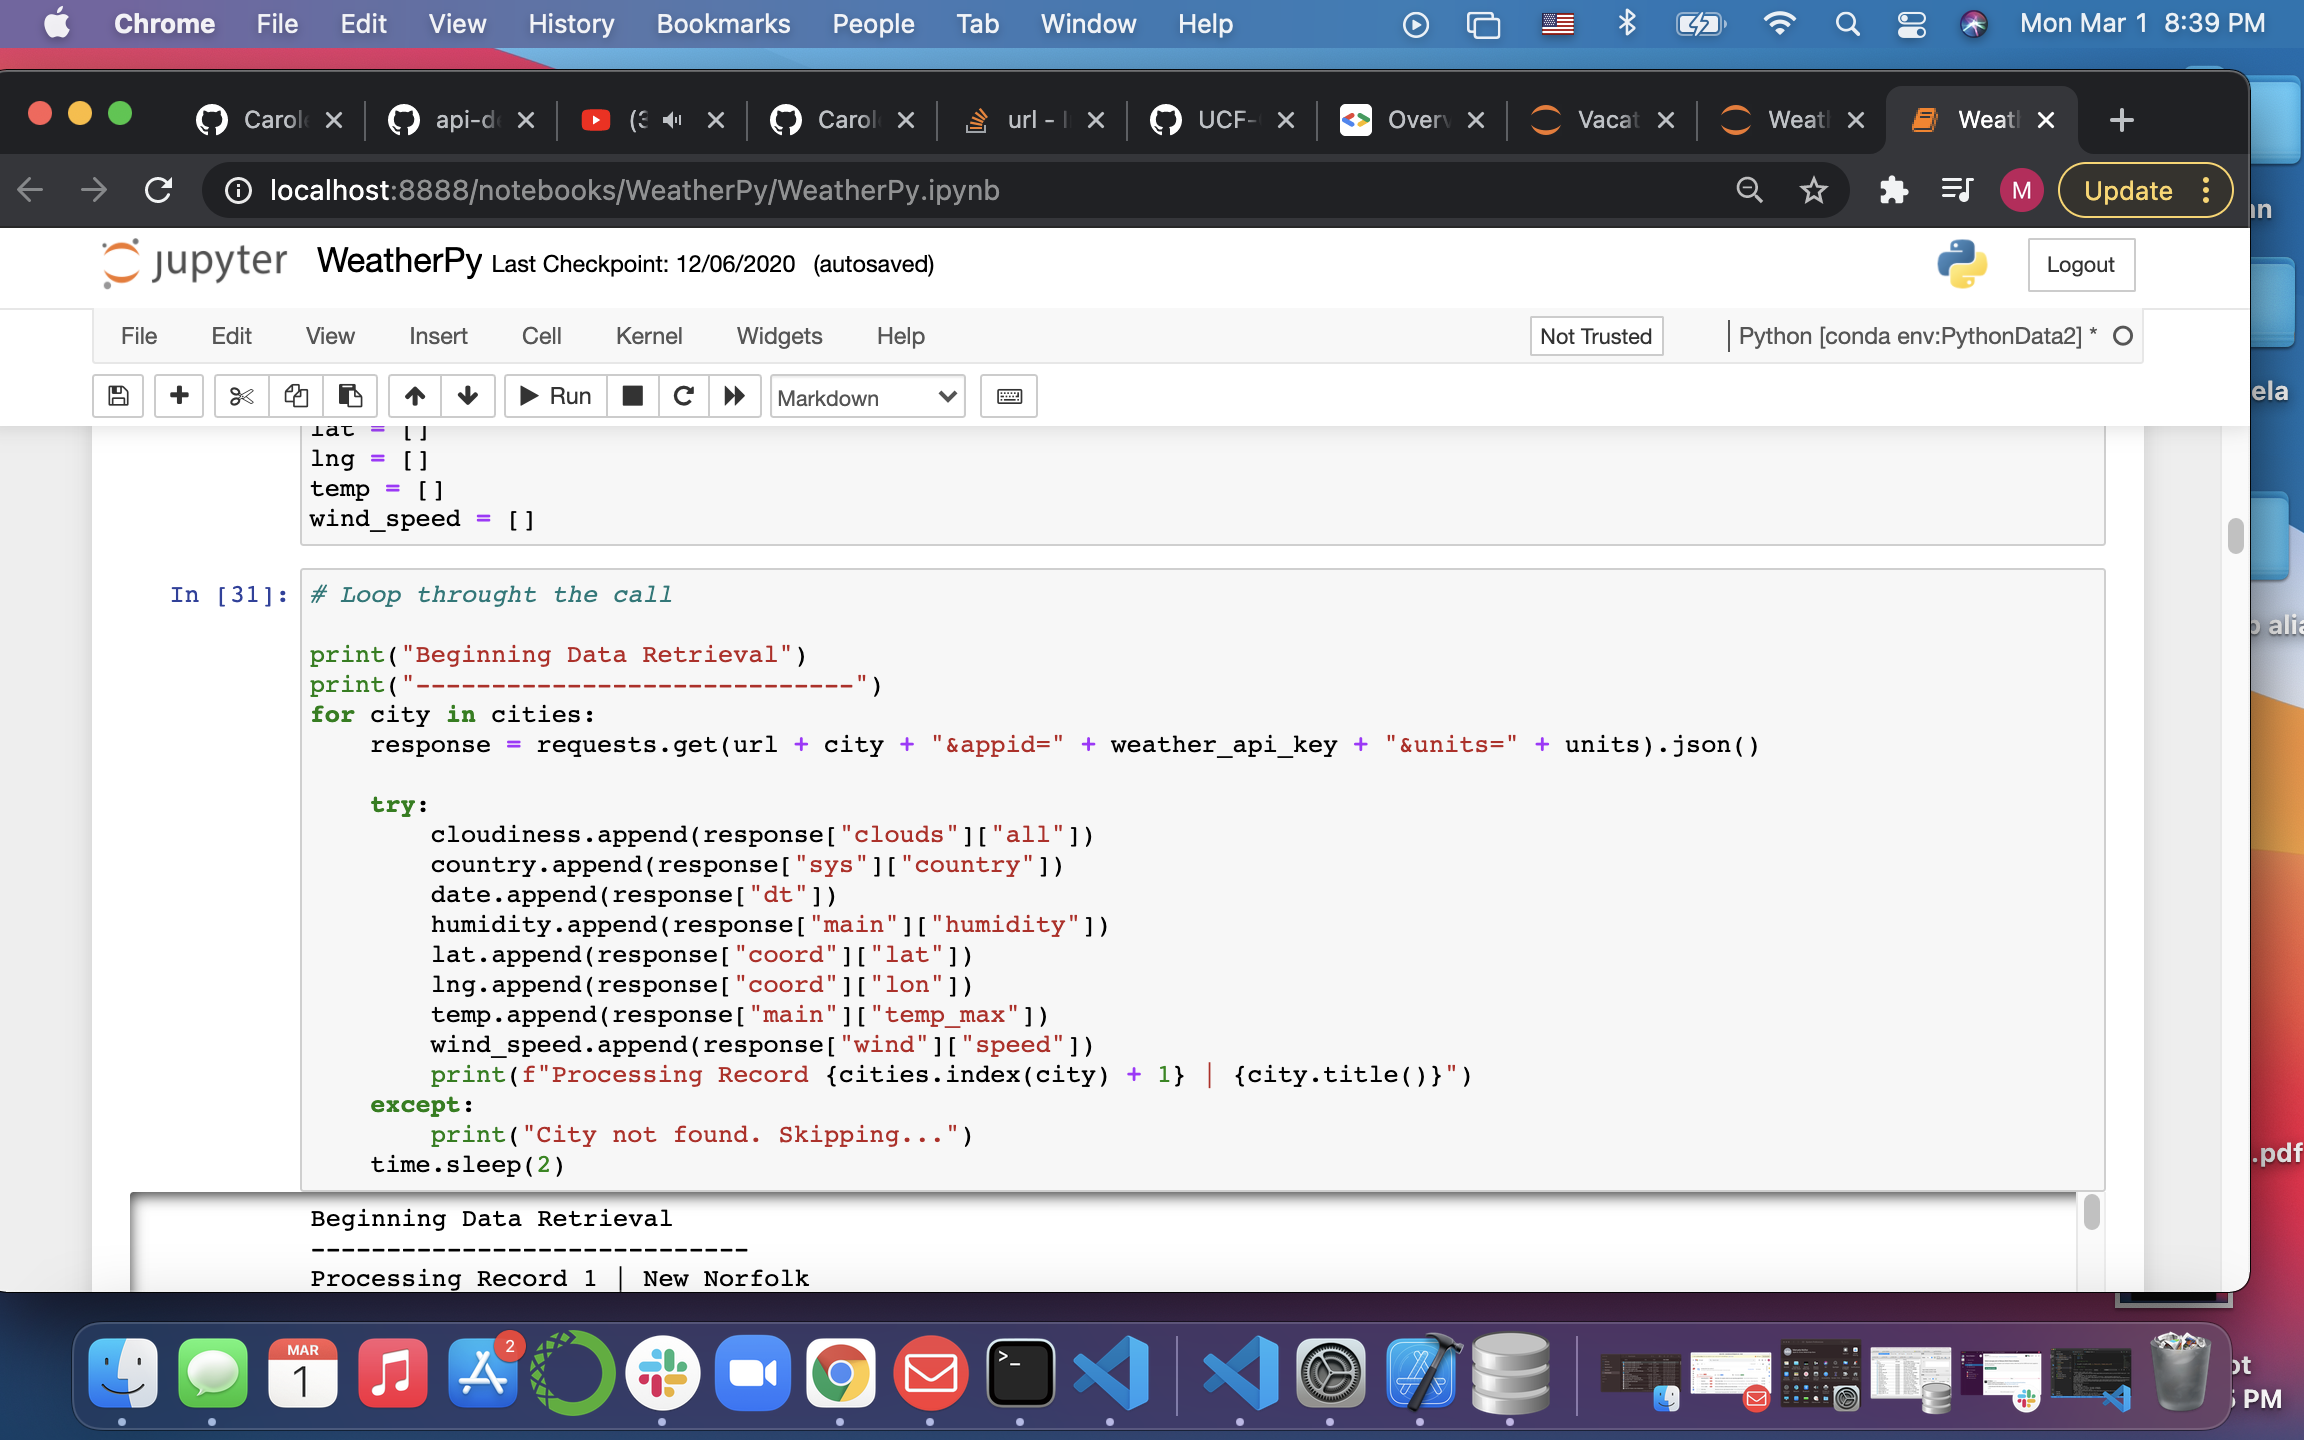 Chrome File Edit View History Bookmarks People Tab Window Help Mon Mar 1 8:39 PM
Carole api-de (3 Carol url - I UCF- Overv Vacat Weat Weat
localhost:8888/notebooks/WeatherPy/WeatherPy.ipynb M Update
jupyter WeatherPy Last Checkpoint: 12/06/2020 (autosaved) Logout
File Edit View Insert Cell Kernel Widgets Help Not Trusted Python [conda env:PythonData2] *
Run Markdown
lat = []
lng = []
temp = []
wind_speed = []
In [31]: # Loop throught the call
print("Beginning Data Retrieval")
print("-----------------------------")
for city in cities:
    response = requests.get(url + city + "&appid=" + weather_api_key + "&units=" + units).json()
    try:
        cloudiness.append(response["clouds"]["all"])
        country.append(response["sys"]["country"])
        date.append(response["dt"])
        humidity.append(response["main"]["humidity"])
        lat.append(response["coord"]["lat"])
        lng.append(response["coord"]["lon"])
        temp.append(response["main"]["temp_max"])
        wind_speed.append(response["wind"]["speed"])
        print(f"Processing Record {cities.index(city) + 1} | {city.title()}")
    except:
        print("City not found. Skipping...")
    time.sleep(2)
Beginning Data Retrieval
-----------------------------
Processing Record 1 | New Norfolk
ela
.pdf
MAR
1
2
PM